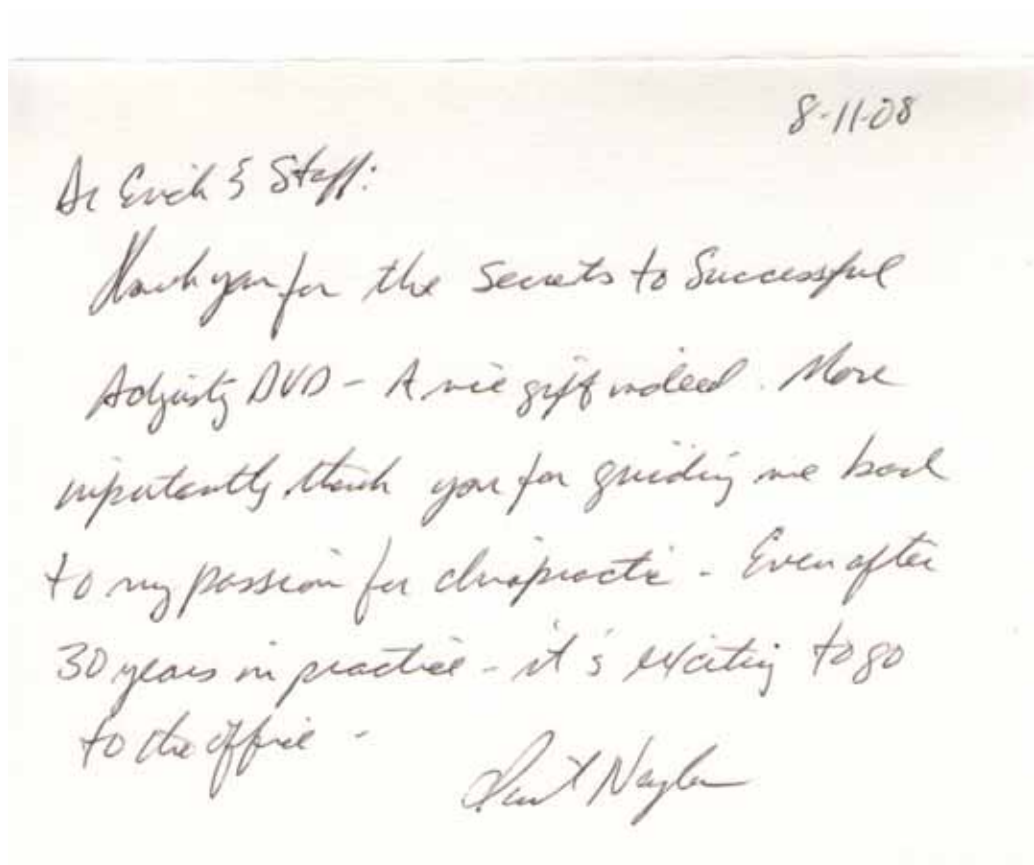 8-11-08
Dr Erich & Staff:
Thank you for the Secrets to Successful
Adjusting DVD - A nice gift indeed. More
importantly thank you for guiding me back
to my passion for chiropractic - Even after
30 years in practice - it's exciting to go
to the office -
Naylor